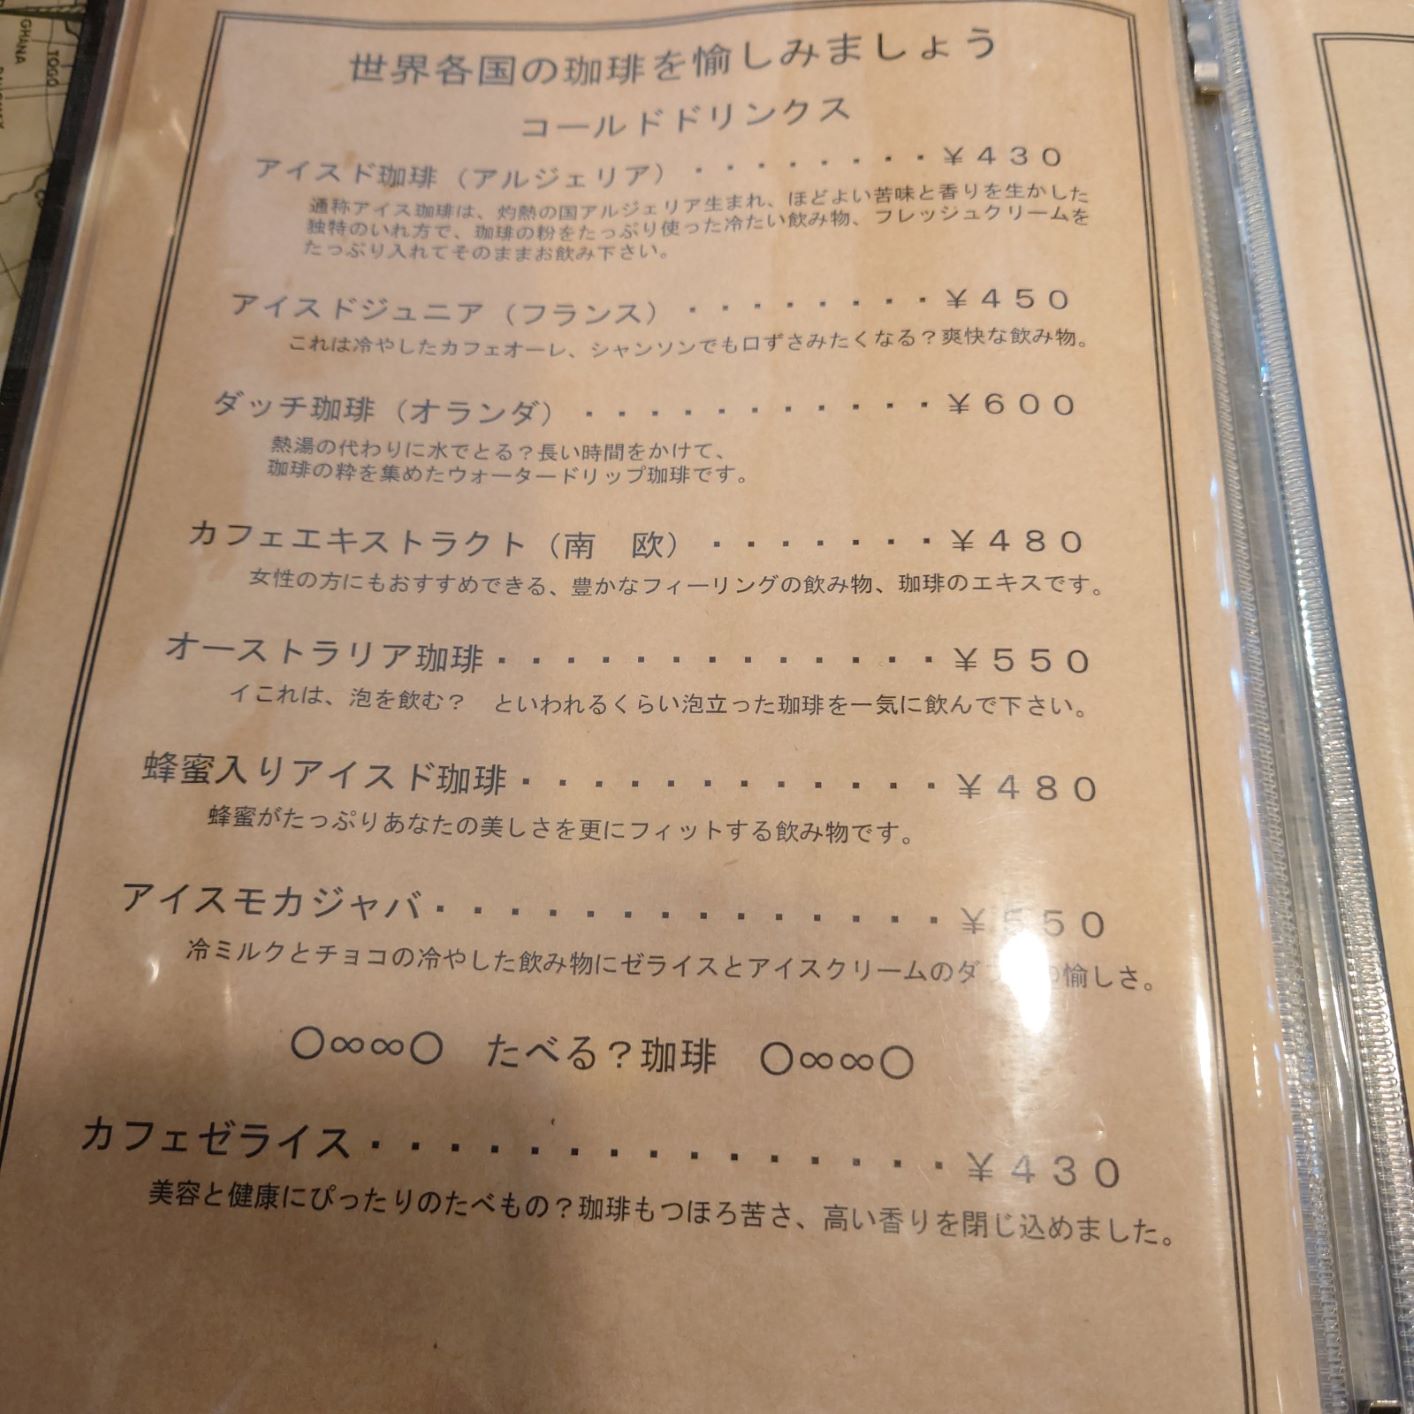 GHANA
TOGO
世界各国の珈琲を愉しみましょう
コールドドリンクス
アイスド珈琲（アルジェリア）・・・・・・・・￥４３０
通称アイス珈琲は、灼熱の国アルジェリア生まれ、ほどよい苦味と香りを生かした
独特のいれ方で、珈琲の粉をたっぷり使った冷たい飲み物、フレッシュクリームを
たっぷり入れてそのままお飲み下さい。
アイスドジュニア（フランス）・・・・・・・・￥４５０
これは冷やしたカフェオーレ、シャンソンでも口ずさみたくなる？爽快な飲み物。
ダッチ珈琲（オランダ）・・・・・・・・・・・￥６００
熱湯の代わりに水でとる？長い時間をかけて、
珈琲の粋を集めたウォータードリップ珈琲です。
カフェエキストラクト（南　欧）・・・・・・・￥４８０
女性の方にもおすすめできる、豊かなフィーリングの飲み物、珈琲のエキスです。
オーストラリア珈琲・・・・・・・・・・・・・￥５５０
イこれは、泡を飲む？　といわれるくらい泡立った珈琲を一気に飲んで下さい。
蜂蜜入りアイスド珈琲・・・・・・・・・・・・￥４８０
蜂蜜がたっぷりあなたの美しさを更にフィットする飲み物です。
アイスモカジャバ・・・・・・・・・・・・・・￥５５０
冷ミルクとチョコの冷やした飲み物にゼライスとアイスクリームのダ　の愉しさ。
〇∞∞〇　たべる？珈琲　〇∞∞〇
カフェゼライス・・・・・・・・・・・・・・・￥４３０
美容と健康にぴったりのたべもの？珈琲もつほろ苦さ、高い香りを閉じ込めました。